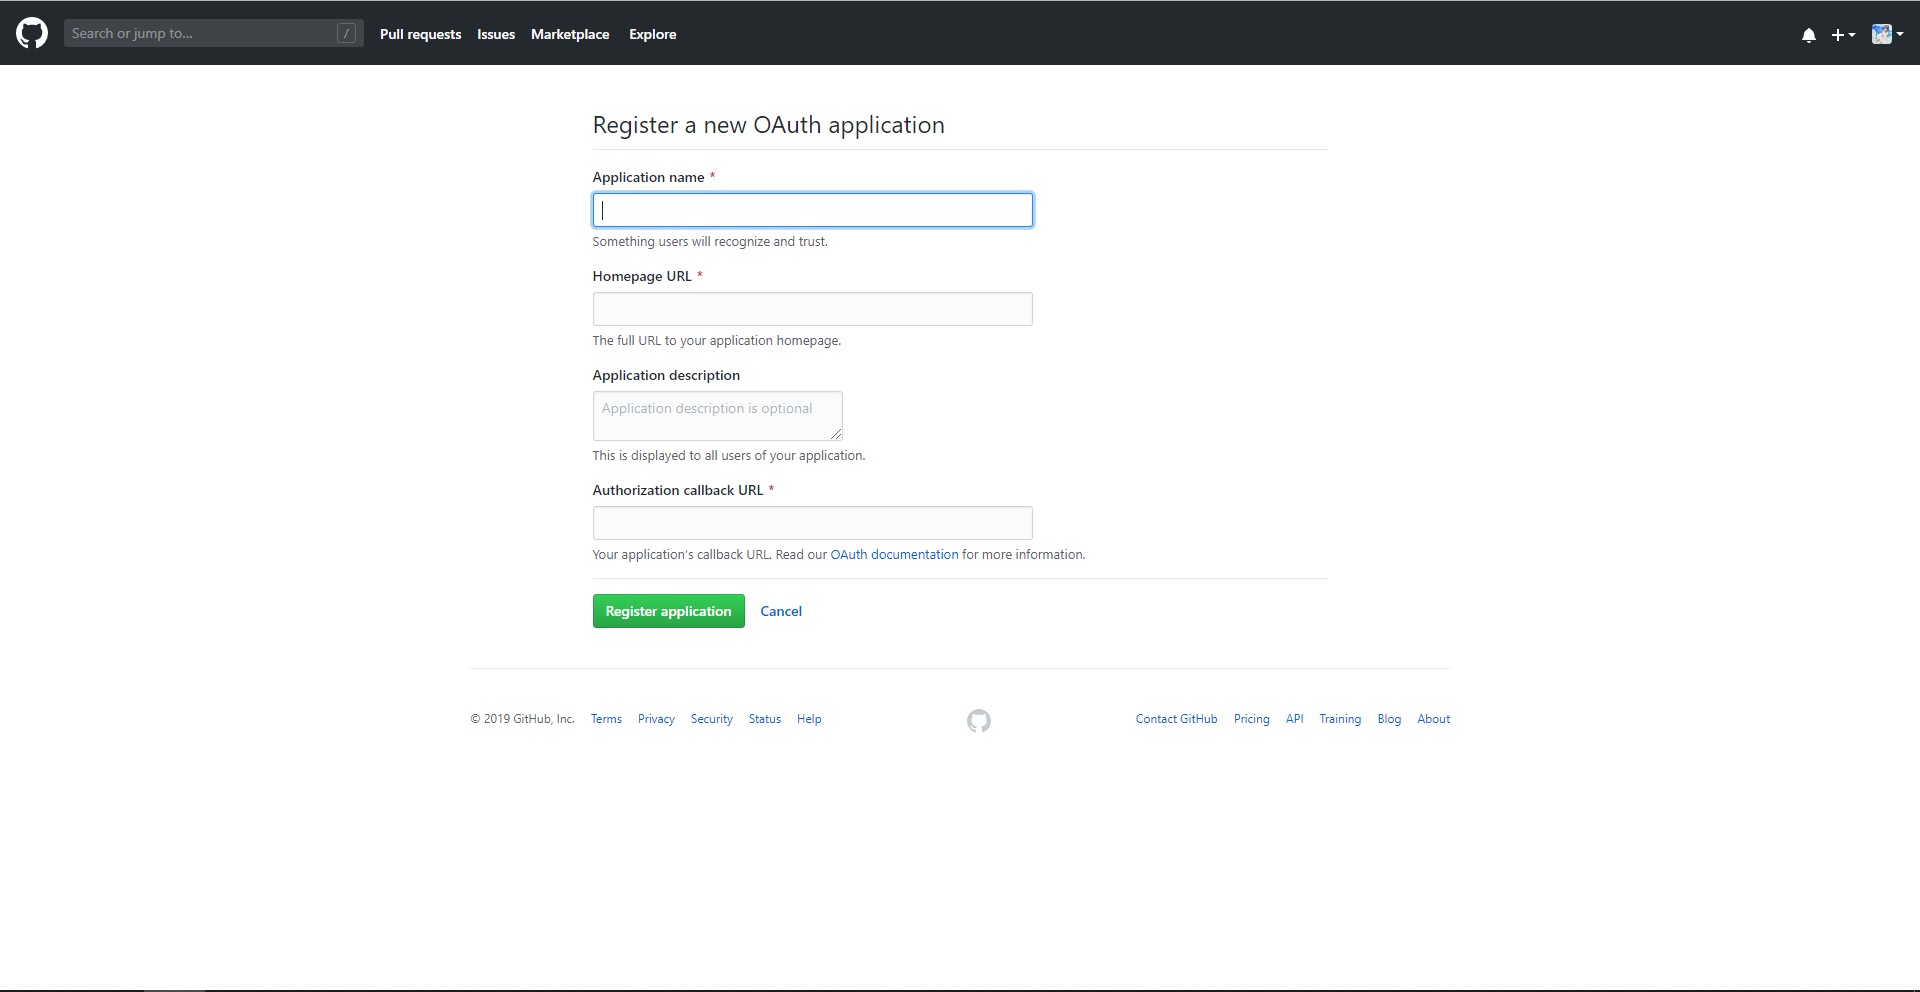 Search or jump to... / Pull requests Issues Marketplace Explore
Register a new OAuth application
Application name *
Something users will recognize and trust.
Homepage URL *
The full URL to your application homepage.
Application description
Application description is optional
This is displayed to all users of your application.
Authorization callback URL *
Your application's callback URL. Read our OAuth documentation for more information.
Register application Cancel
© 2019 GitHub, Inc. Terms Privacy Security Status Help Contact GitHub Pricing API Training Blog About